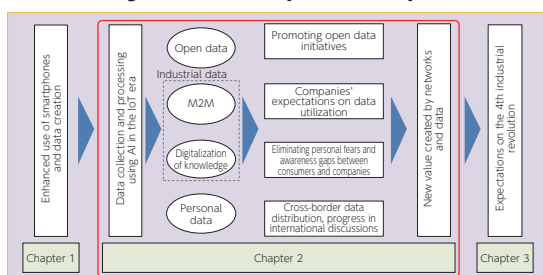 Enhanced use of smartphones
and data creation
Data collection and processing
using AI in the IoT era
Open data
Industrial data
M2M
Digitalization
of knowledge
Personal
data
Promoting open data
initiatives
Companies'
expectations on data
utilization
Eliminating personal fears and
awareness gaps between
consumers and companies
Cross-border data
distribution, progress in
international discussions
New value created by networks
and data
Expectations on the 4th industrial
revolution
Chapter 1
Chapter 2
Chapter 3